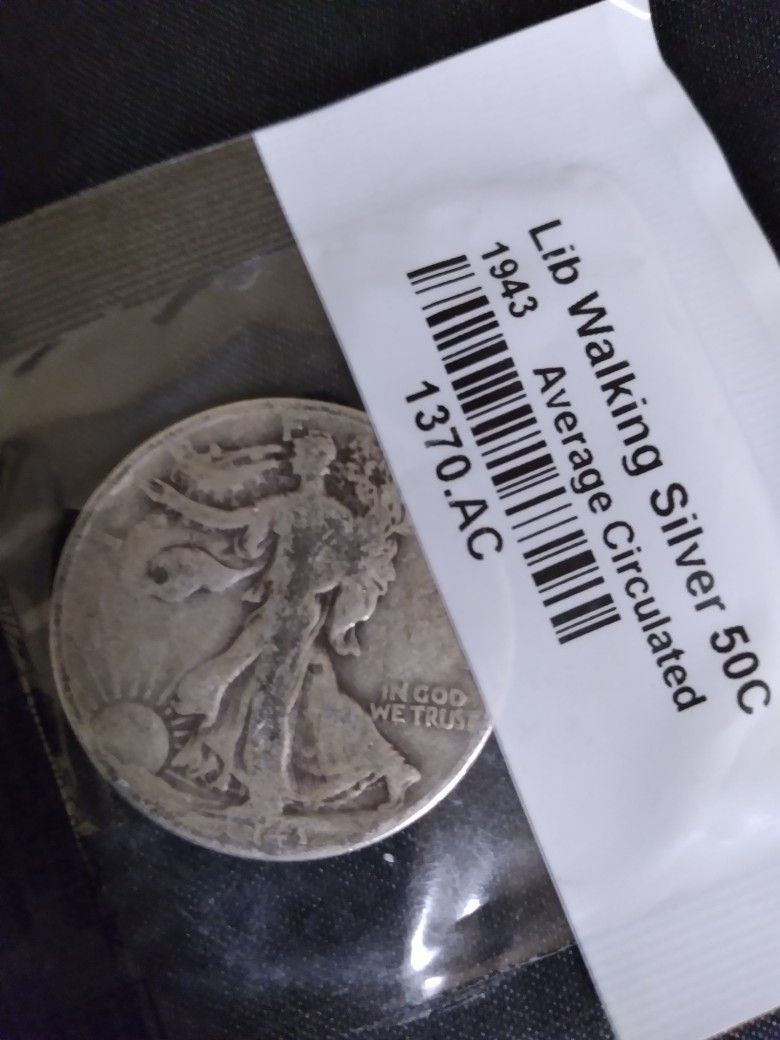 Lib Walking Silver 50C
1943 Average Circulated
1370.AC
IN GOD
WE TRUST